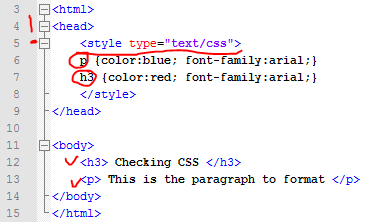 3 <html>
4 <head>
5 <style type="text/css">
6 p {color:blue; font-family:arial;}
7 h3 {color:red; font-family:arial;}
8 </style>
9 </head>
10
11 <body>
12 <h3> Checking CSS </h3>
13 <p> This is the paragraph to format </p>
14 </body>
15 </html>